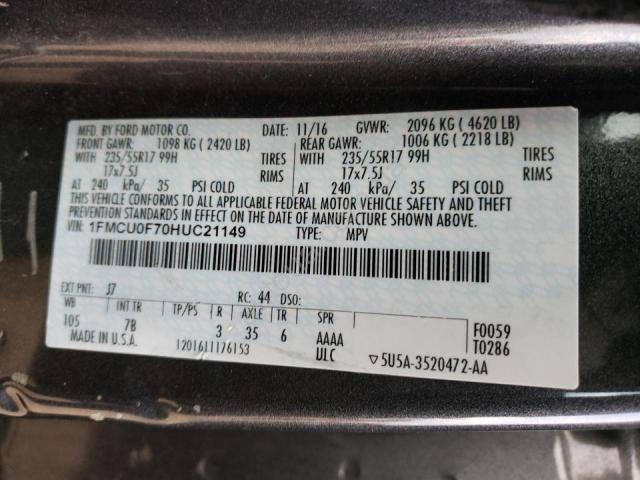 MFD. BY FORD MOTOR CO. DATE: 11/16 GVWR: 2096 KG ( 4620 LB)
FRONT GAWR: 1098 KG ( 2420 LB) REAR GAWR: 1006 KG ( 2218 LB)
WITH 235/55R17 99H TIRES WITH 235/55R17 99H TIRES
17x7.5J RIMS 17x7.5J RIMS
AT 240 kPa/ 35 PSI COLD AT 240 kPa/ 35 PSI COLD
THIS VEHICLE CONFORMS TO ALL APPLICABLE FEDERAL MOTOR VEHICLE SAFETY AND THEFT
PREVENTION STANDARDS IN EFFECT ON THE DATE OF MANUFACTURE SHOWN ABOVE.
VIN: 1FMCU0F70HUC21149 TYPE: MPV
EXT PNT: J7 RC: 44 DSO:
WB INT TR TP/PS R AXLE TR SPR
105 7B 3 35 6 AAAA F0059
MADE IN U.S.A. 1201611176153 ULC T0286
▽5U5A-3520472-AA